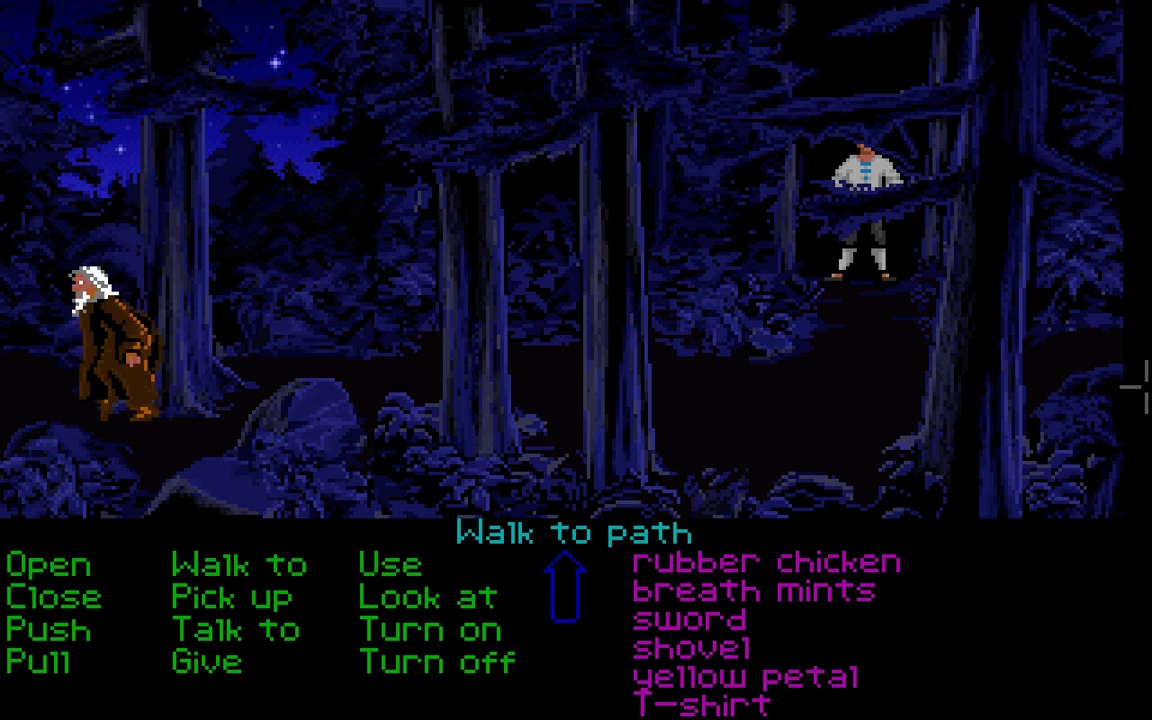 Walk to path
Open Walk to Use rubber chicken
Close Pick up Look at breath mints
Push Talk to Turn on sword
Pull Give Turn off shovel
yellow petal
T-shirt